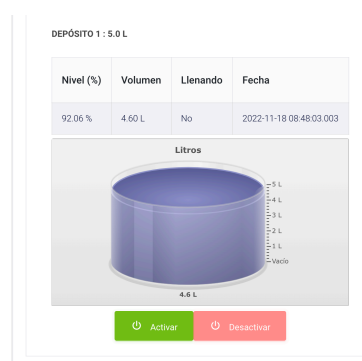 DEPÓSITO 1 : 5.0 L
Nivel (%) Volumen Llenando Fecha
92.06 % 4.60 L No 2022-11-18 08:48:03.003
Litros
5 L
4 L
3 L
2 L
1 L
Vacío
4.6 L
Activar Desactivar